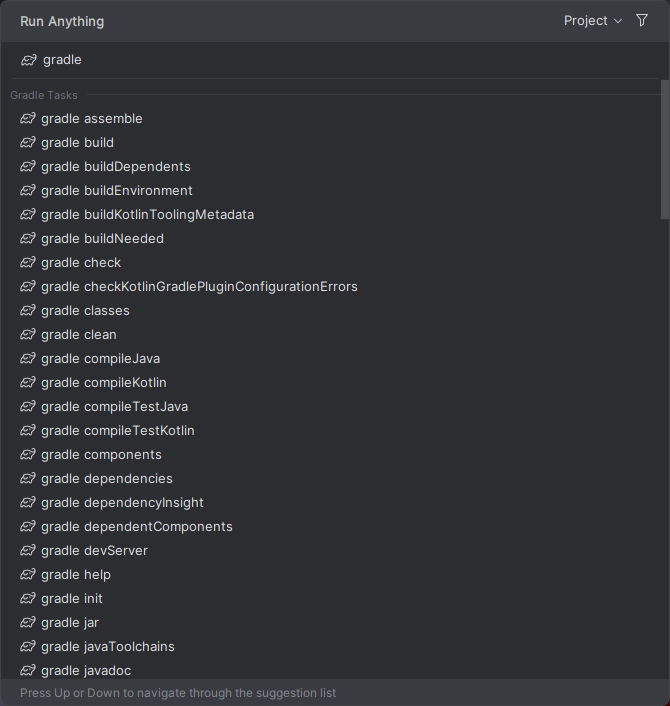 Run Anything Project
gradle
Gradle Tasks
gradle assemble
gradle build
gradle buildDependents
gradle buildEnvironment
gradle buildKotlinToolingMetadata
gradle buildNeeded
gradle check
gradle checkKotlinGradlePluginConfigurationErrors
gradle classes
gradle clean
gradle compileJava
gradle compileKotlin
gradle compileTestJava
gradle compileTestKotlin
gradle components
gradle dependencies
gradle dependencyInsight
gradle dependentComponents
gradle devServer
gradle help
gradle init
gradle jar
gradle javaToolchains
gradle javadoc
Press Up or Down to navigate through the suggestion list